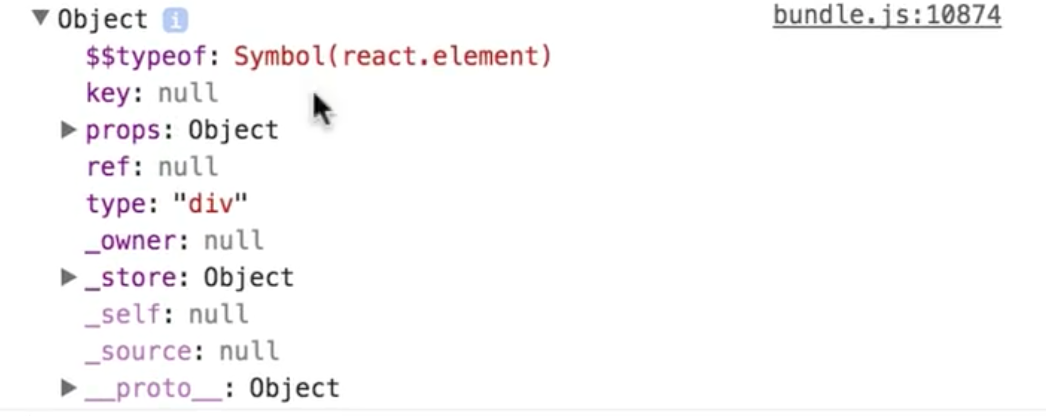 ▼ Object i bundle.js:10874
$$typeof: Symbol(react.element)
key: null
▶ props: Object
ref: null
type: "div"
_owner: null
▶ _store: Object
_self: null
_source: null
▶ __proto__: Object